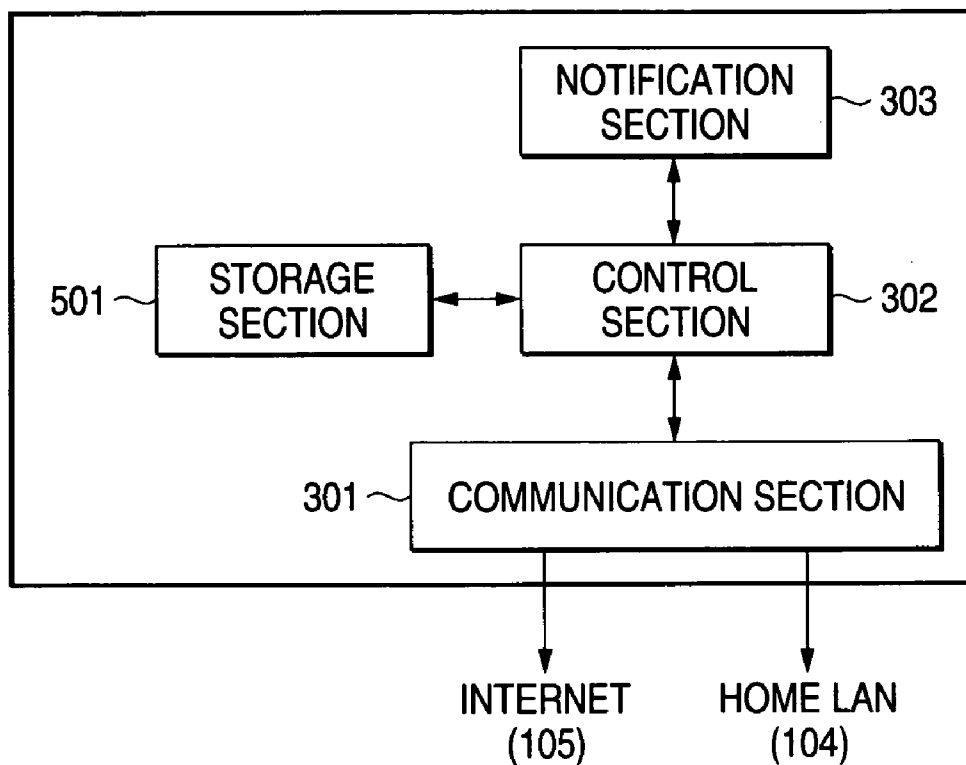 NOTIFICATION
SECTION
303
STORAGE
SECTION
501
CONTROL
SECTION
302
301
COMMUNICATION SECTION
INTERNET
(105)
HOME LAN
(104)